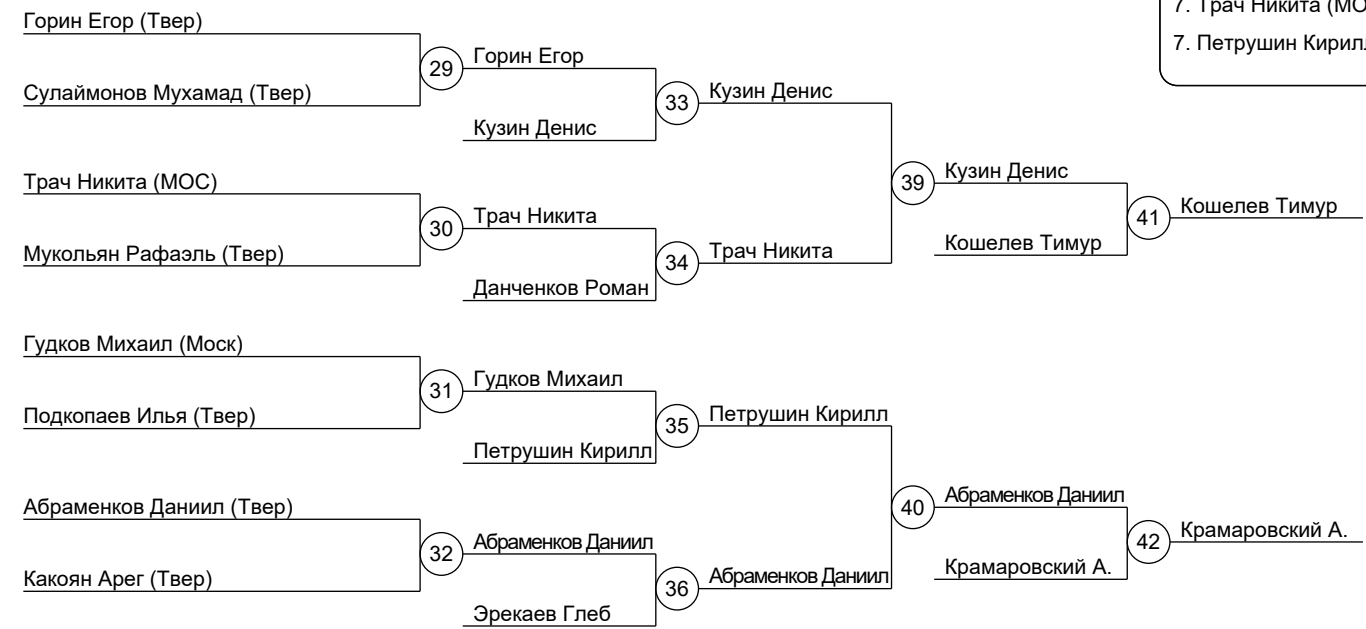 7. Трач Никита (МО
7. Петрушин Кирил
Горин Егор (Твер)
Сулаймонов Мухамад (Твер)
29
Горин Егор
Кузин Денис
33
Кузин Денис
Трач Никита (МОС)
Мукольян Рафаэль (Твер)
30
Трач Никита
Данченков Роман
34
Трач Никита
39
Кузин Денис
Кошелев Тимур
41
Кошелев Тимур
Гудков Михаил (Моск)
Подкопаев Илья (Твер)
31
Гудков Михаил
Петрушин Кирилл
35
Петрушин Кирилл
Абраменков Даниил (Твер)
Какоян Арег (Твер)
32
Абраменков Даниил
Эрекаев Глеб
36
Абраменков Даниил
40
Абраменков Даниил
Крамаровский А.
42
Крамаровский А.